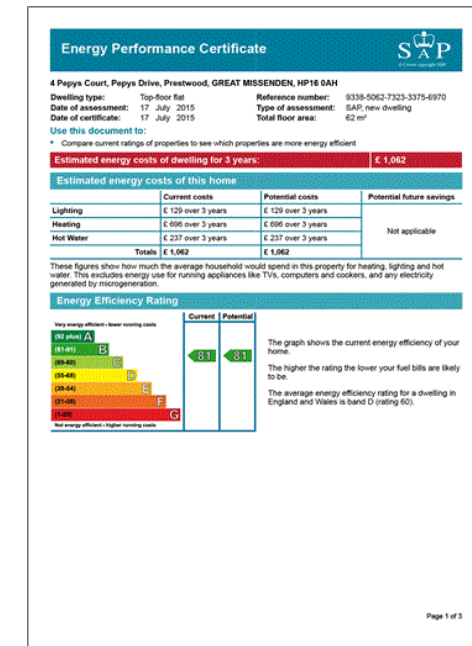 Energy Performance Certificate
SAP
© Crown copyright 2009
4 Pepys Court, Pepys Drive, Prestwood, GREAT MISSENDEN, HP16 0AH
Dwelling type: Top-floor flat Reference number: 9338-5062-7323-3375-6970
Date of assessment: 17 July 2015 Type of assessment: SAP, new dwelling
Date of certificate: 17 July 2015 Total floor area: 62 m²
Use this document to:
• Compare current ratings of properties to see which properties are more energy efficient
Estimated energy costs of dwelling for 3 years: £ 1,062
Estimated energy costs of this home
Current costs Potential costs Potential future savings
Lighting £ 129 over 3 years £ 129 over 3 years
Heating £ 696 over 3 years £ 696 over 3 years
Not applicable
Hot Water £ 237 over 3 years £ 237 over 3 years
Totals £ 1,062 £ 1,062
These figures show how much the average household would spend in this property for heating, lighting and hot
water. This excludes energy use for running appliances like TVs, computers and cookers, and any electricity
generated by microgeneration.
Energy Efficiency Rating
Current Potential
Very energy efficient - lower running costs
(92 plus) A
(81-91) B
81 81
(69-80) C
(55-68) D
(39-54) E
(21-38) F
(1-20) G
Not energy efficient - higher running costs
The graph shows the current energy efficiency of your
home.
The higher the rating the lower your fuel bills are likely
to be.
The average energy efficiency rating for a dwelling in
England and Wales is band D (rating 60).
Page 1 of 3